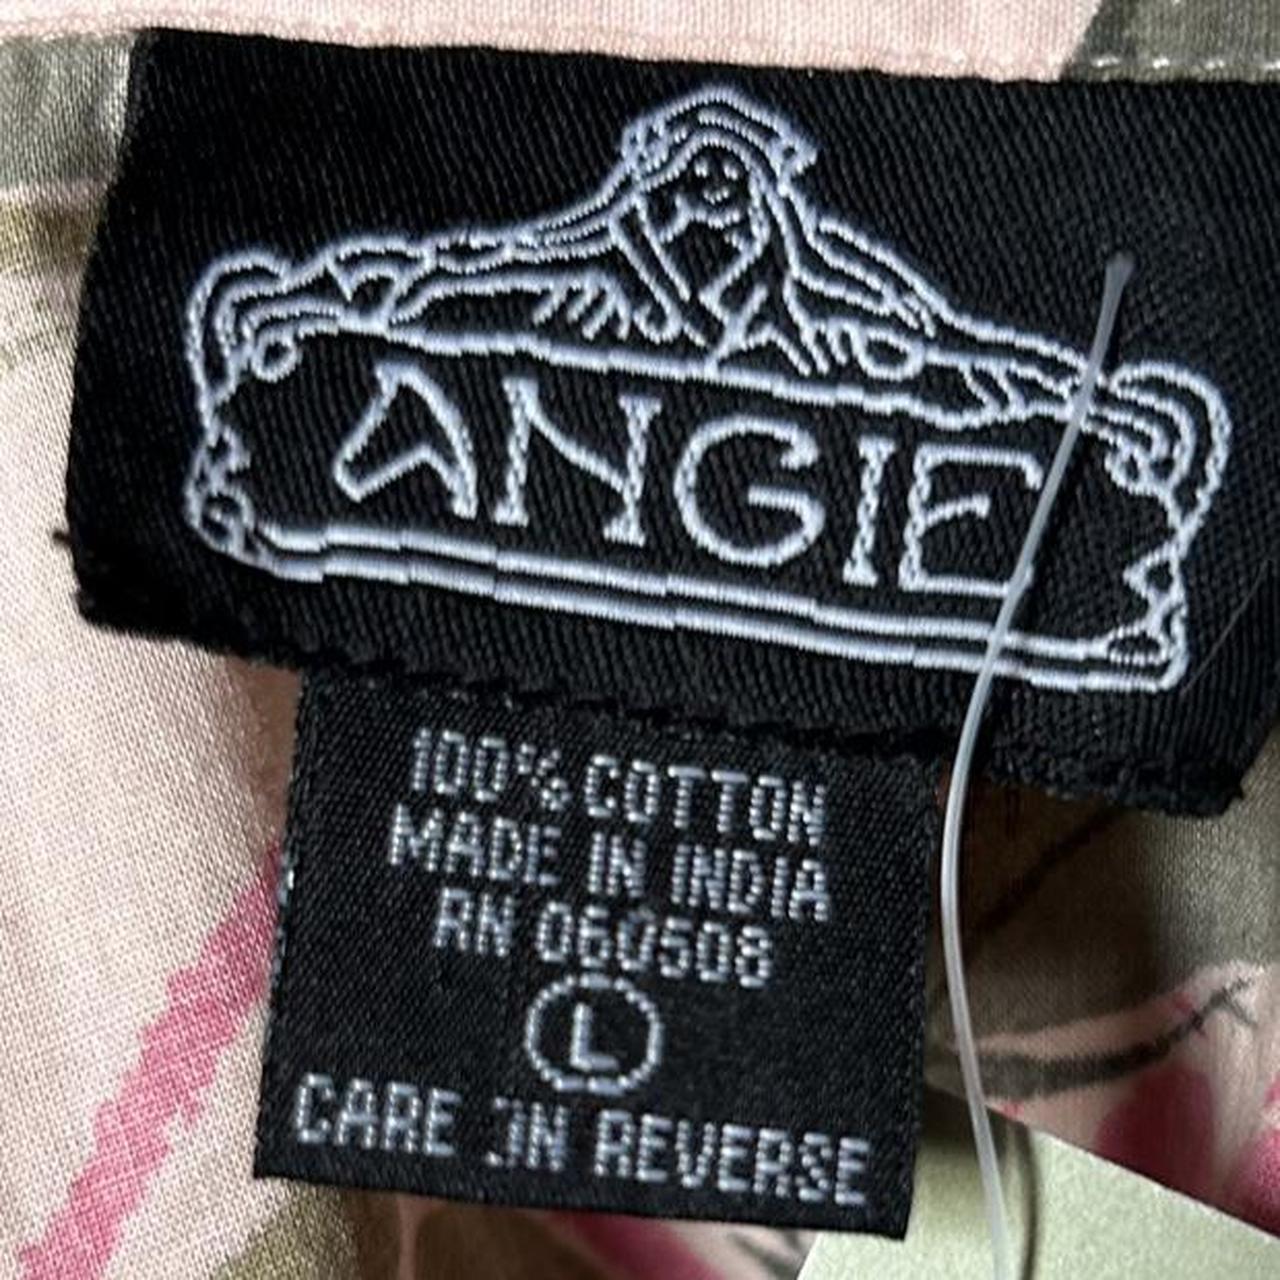 ANGIE
100% COTTON
MADE IN INDIA
RN 060508
L
CARE IN REVERSE